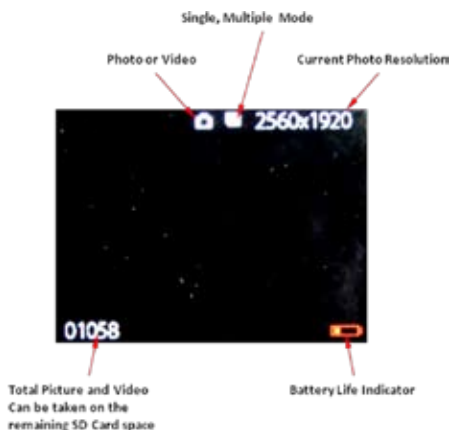 Single, Multiple Mode
Photo or Video
Current Photo Resolution
2560x1920
01058
Total Picture and Video
Can be taken on the
remaining SD Card space
Battery Life Indicator